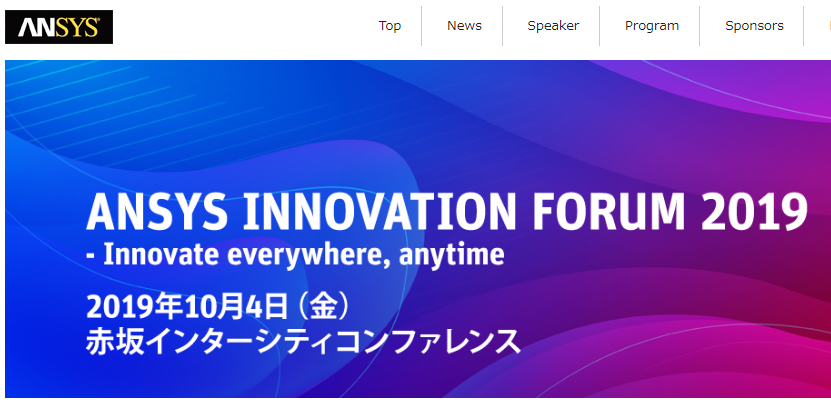 ANSYS
Top News Speaker Program Sponsors
ANSYS INNOVATION FORUM 2019
- Innovate everywhere, anytime
2019年10月4日（金）
赤坂インターシティコンファレンス